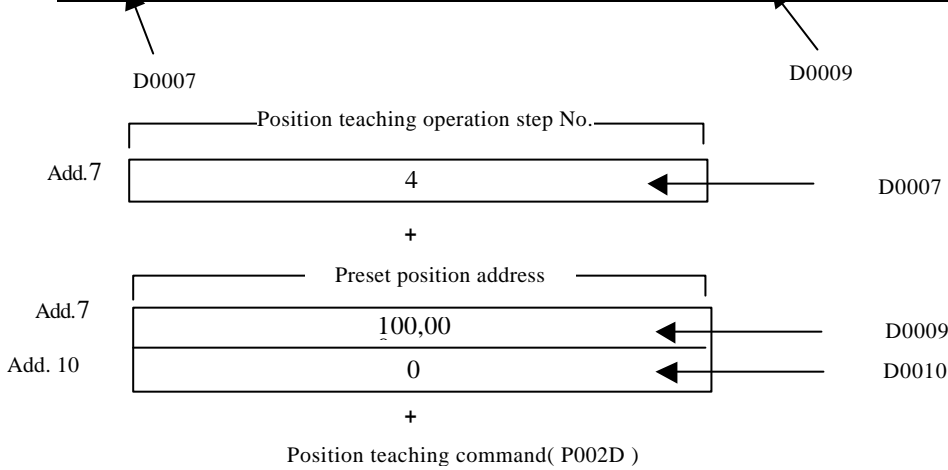 D0007
D0009
Position teaching operation step No.
Add.7
4
D0007
+
Preset position address
Add.7
100,00
D0009
Add. 10
0
D0010
+
Position teaching command( P002D )